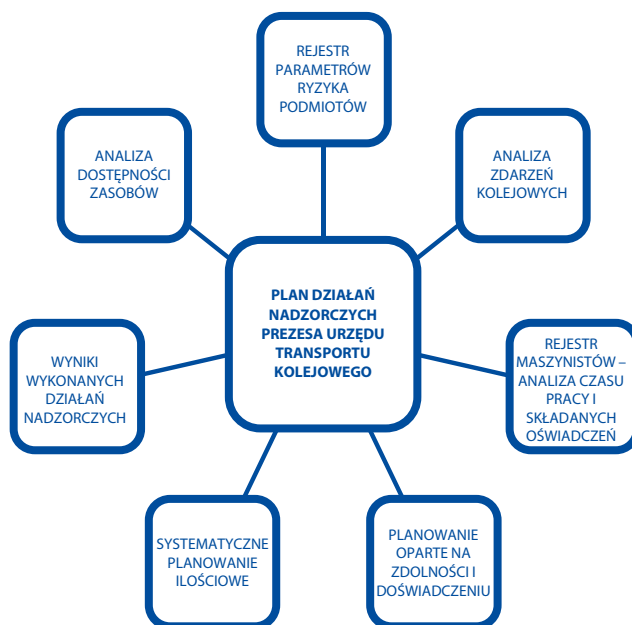 REJESTR
PARAMETRÓW
RYZYKA
PODMIOTÓW
ANALIZA
DOSTĘPNOŚCI
ZASOBÓW
ANALIZA
ZDARZEŃ
KOLEJOWYCH
PLAN DZIAŁAŃ
NADZORCZYCH
PREZESA URZĘDU
TRANSPORTU
KOLEJOWEGO
WYNIKI
WYKONANYCH
DZIAŁAŃ
NADZORCZYCH
REJESTR
MASZYNISTÓW –
ANALIZA CZASU
PRACY I
SKŁADANYCH
OŚWIADCZEŃ
SYSTEMATYCZNE
PLANOWANIE
ILOŚCIOWE
PLANOWANIE
OPARTE NA
ZDOLNOŚCI I
DOŚWIADCZENIU